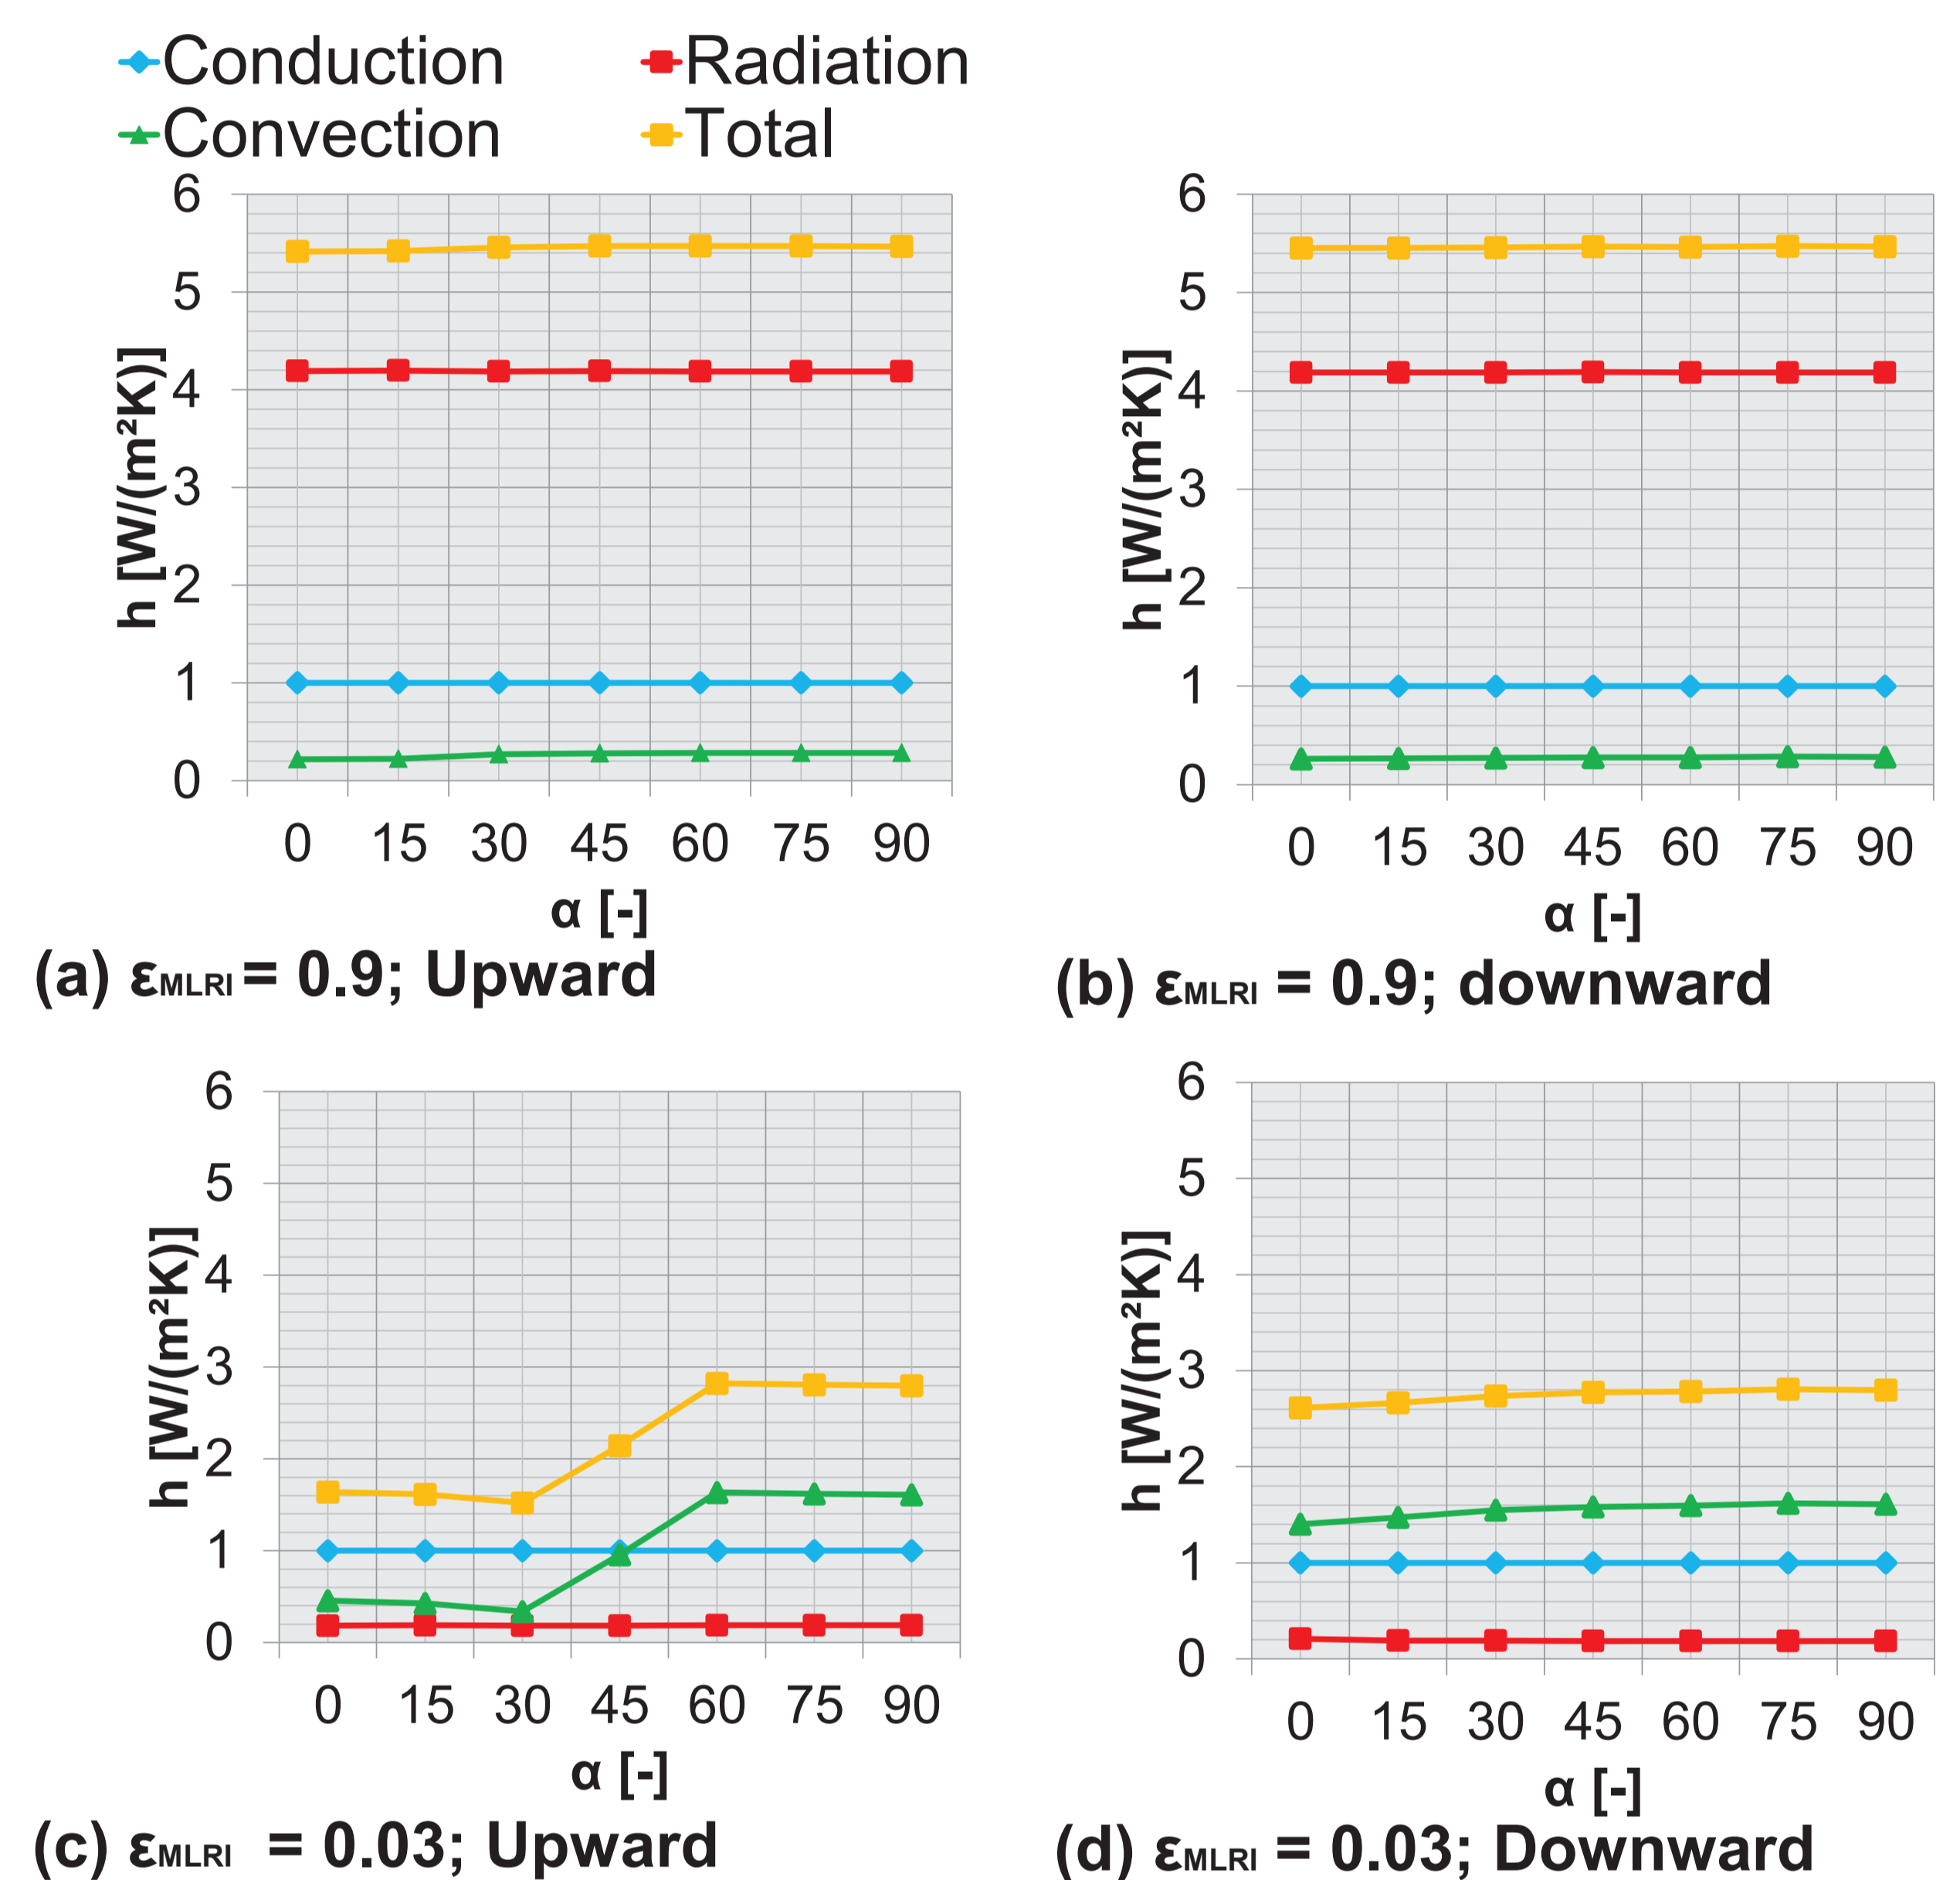 Conduction Radiation
Convection Total
6
5
4
3
2
1
0
h [W/(m²K)]
0 15 30 45 60 75 90
α [-]
(a) εMLRI = 0.9; Upward
6
5
4
3
2
1
0
h [W/(m²K)]
0 15 30 45 60 75 90
α [-]
(b) εMLRI = 0.9; downward
6
5
4
3
2
1
0
h [W/(m²K)]
0 15 30 45 60 75 90
α [-]
(c) εMLRI = 0.03; Upward
6
5
4
3
2
1
0
h [W/(m²K)]
0 15 30 45 60 75 90
α [-]
(d) εMLRI = 0.03; Downward